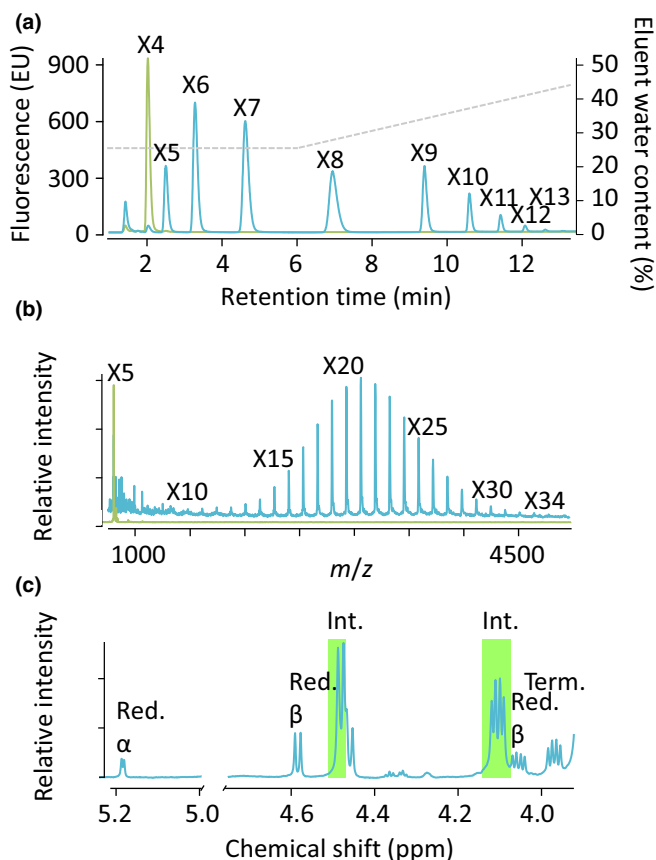 (a)
Fluorescence (EU)
900
600
300
0
X4
X5
X6
X7
X8
X9
X10
X11
X12
X13
50
40
30
20
10
0
Eluent water content (%)
2
4
6
8
10
12
Retention time (min)
(b)
Relative intensity
X5
X10
X15
X20
X25
X30
X34
1000
4500
m/z
(c)
Relative intensity
Red.
α
Red.
β
Int.
Int.
Term.
Red.
β
5.2
5.0
4.6
4.4
4.2
4.0
Chemical shift (ppm)